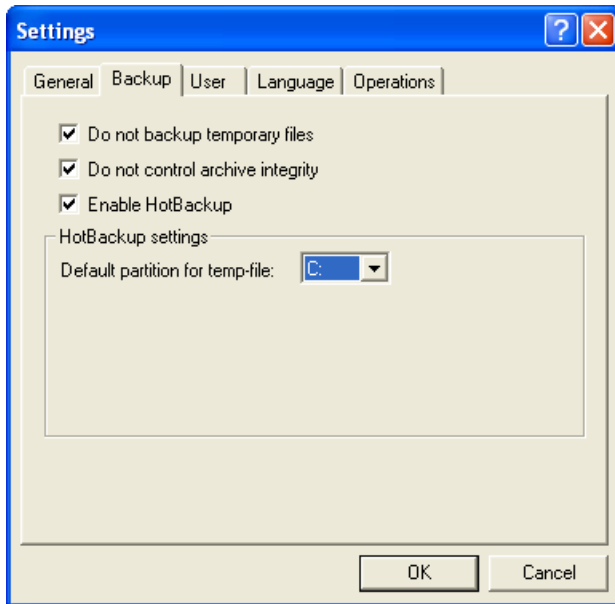 Settings
General Backup User Language Operations
Do not backup temporary files
Do not control archive integrity
Enable HotBackup
HotBackup settings
Default partition for temp-file: C:
OK Cancel